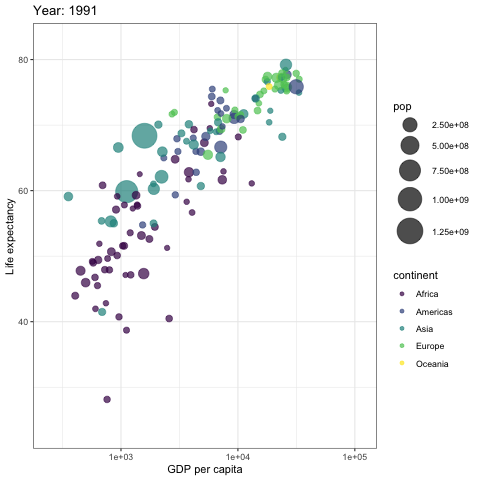 Year: 1991
80
60
40
Life expectancy
1e+03
1e+04
1e+05
GDP per capita
pop
2.50e+08
5.00e+08
7.50e+08
1.00e+09
1.25e+09
continent
Africa
Americas
Asia
Europe
Oceania